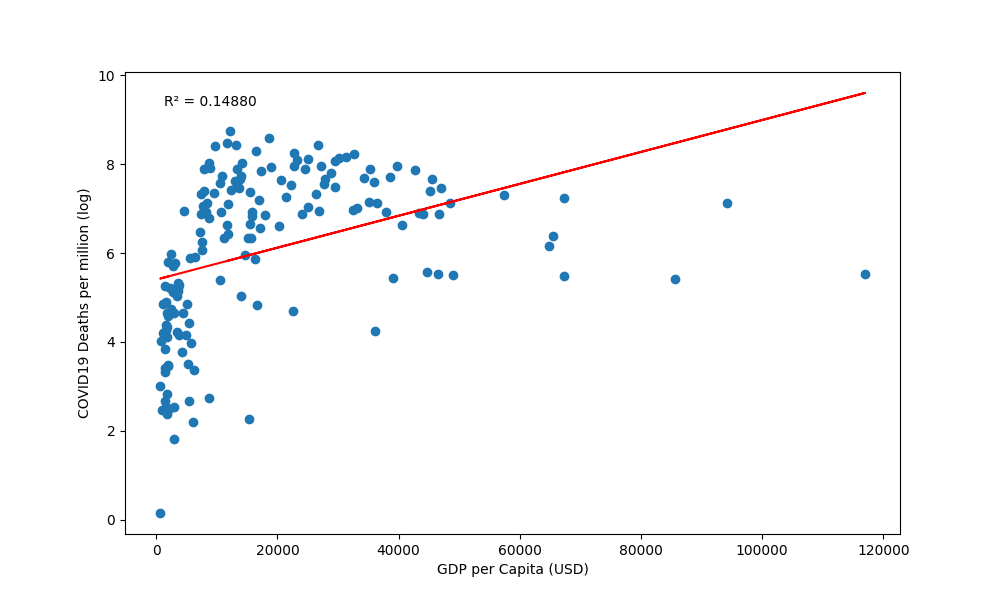 R² = 0.14880
10
8
6
4
2
0
COVID19 Deaths per million (log)
0 20000 40000 60000 80000 100000 120000
GDP per Capita (USD)